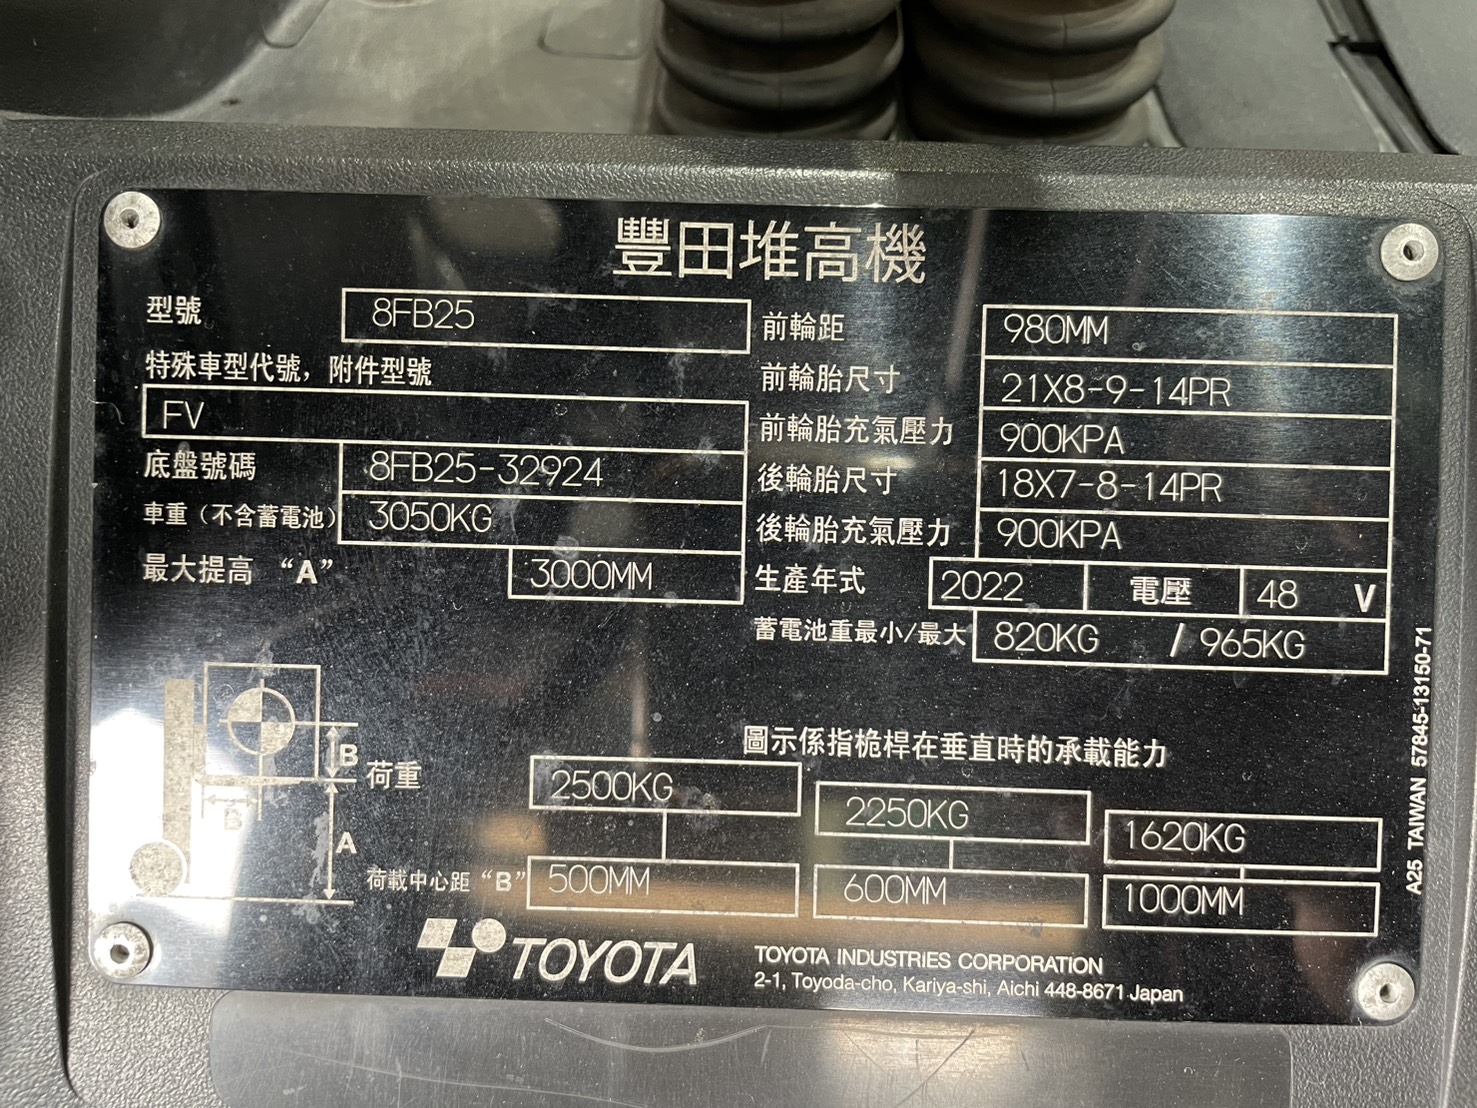 豐田堆高機
型號 8FB25
特殊車型代號，附件型號
FV
底盤號碼 8FB25-32924
車重（不含蓄電池） 3050KG
最大提高 “A” 3000MM
前輪距 980MM
前輪胎尺寸 21X8-9-14PR
前輪胎充氣壓力 900KPA
後輪胎尺寸 18X7-8-14PR
後輪胎充氣壓力 900KPA
生產年式 2022 電壓 48 V
蓄電池重最小/最大 820KG / 965KG
圖示係指桅桿在垂直時的承載能力
B
B
A
荷重 2500KG 2250KG 1620KG
荷載中心距 “B” 500MM 600MM 1000MM
TOYOTA
TOYOTA INDUSTRIES CORPORATION
2-1, Toyoda-cho, Kariya-shi, Aichi 448-8671 Japan
A25 TAIWAN 57845-13150-71